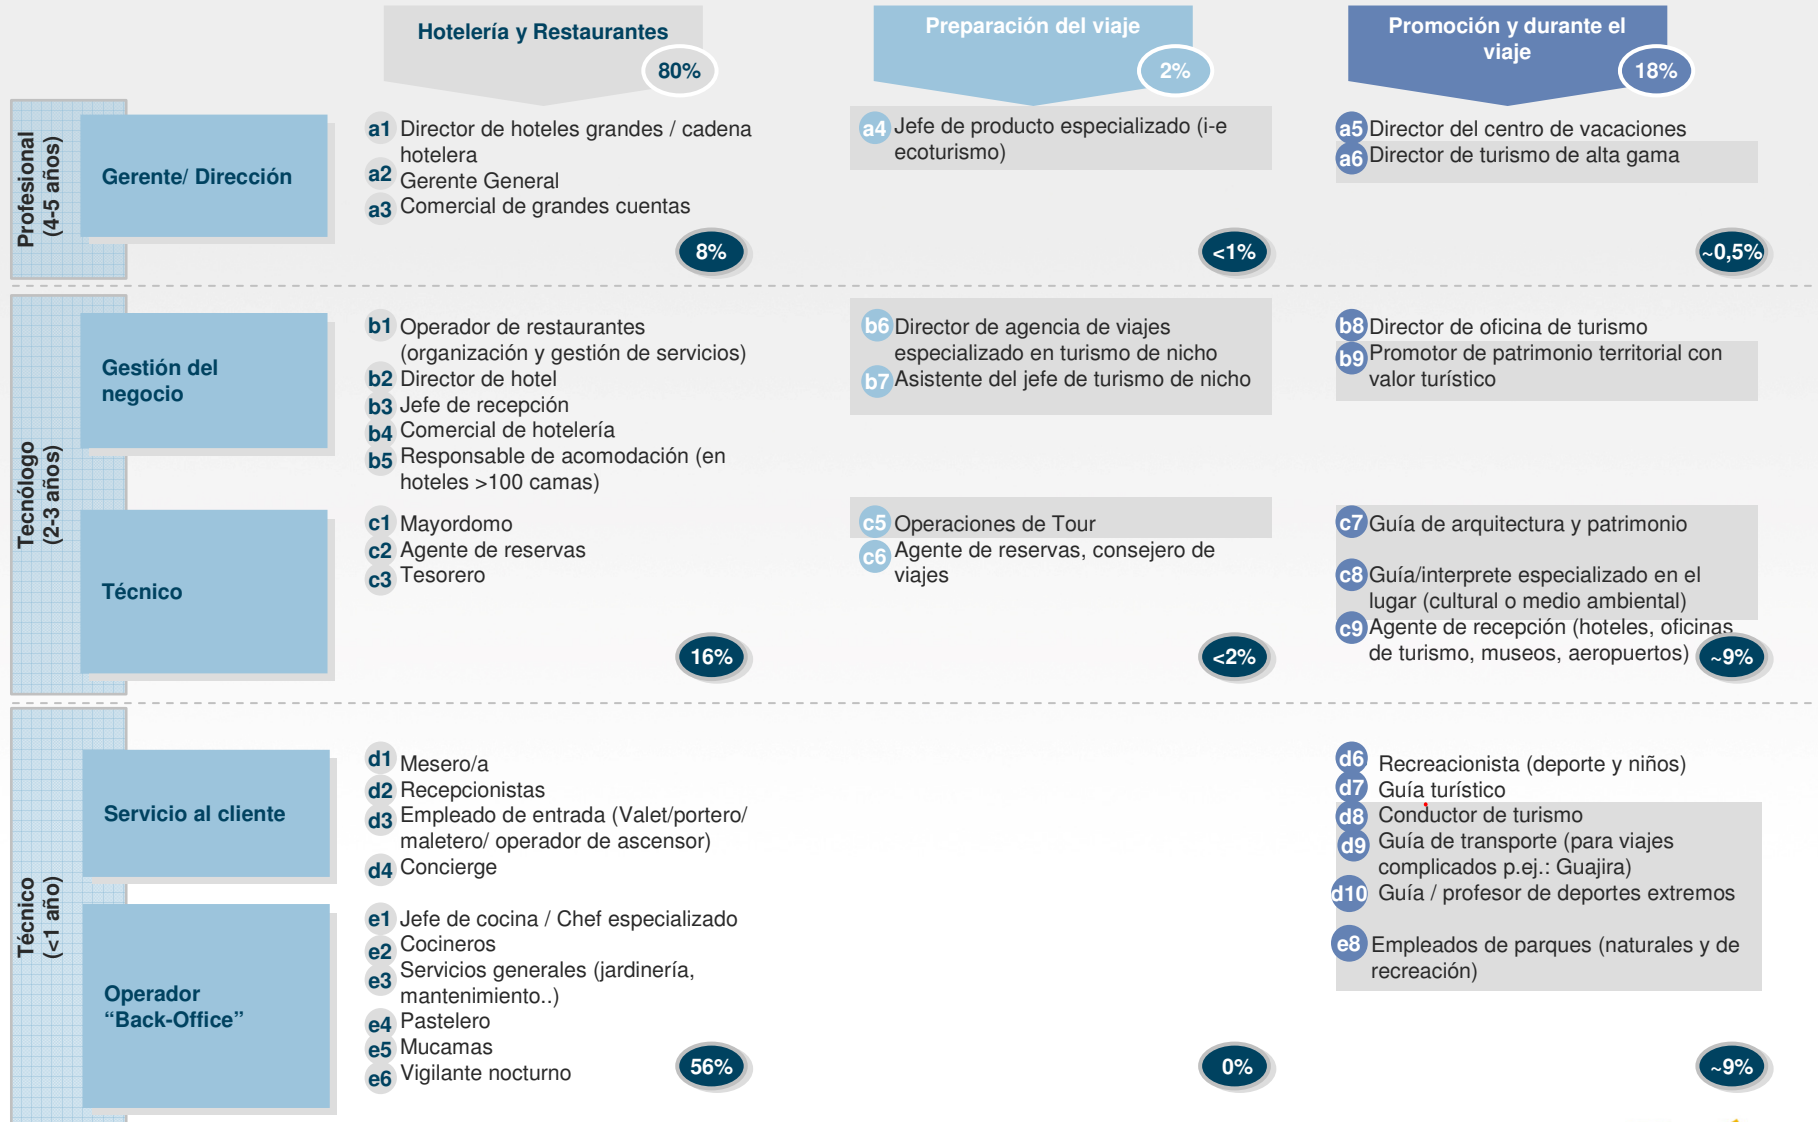 Hotelería y Restaurantes
80%
Preparación del viaje
2%
Promoción y durante el
viaje
18%
Profesional
(4-5 años)
Gerente/ Dirección
a1 Director de hoteles grandes / cadena
hotelera
a2 Gerente General
a3 Comercial de grandes cuentas
8%
a4 Jefe de producto especializado (i-e
ecoturismo)
<1%
a5 Director del centro de vacaciones
a6 Director de turismo de alta gama
~0,5%
Tecnólogo
(2-3 años)
Gestión del
negocio
b1 Operador de restaurantes
(organización y gestión de servicios)
b2 Director de hotel
b3 Jefe de recepción
b4 Comercial de hotelería
b5 Responsable de acomodación (en
hoteles >100 camas)
b6 Director de agencia de viajes
especializado en turismo de nicho
b7 Asistente del jefe de turismo de nicho
b8 Director de oficina de turismo
b9 Promotor de patrimonio territorial con
valor turístico
Técnico
c1 Mayordomo
c2 Agente de reservas
c3 Tesorero
16%
c5 Operaciones de Tour
c6 Agente de reservas, consejero de
viajes
<2%
c7 Guía de arquitectura y patrimonio
c8 Guía/interprete especializado en el
lugar (cultural o medio ambiental)
c9 Agente de recepción (hoteles, oficinas
de turismo, museos, aeropuertos)
~9%
Técnico
(<1 año)
Servicio al cliente
d1 Mesero/a
d2 Recepcionistas
d3 Empleado de entrada (Valet/portero/
maletero/ operador de ascensor)
d4 Concierge
d6 Recreacionista (deporte y niños)
d7 Guía turístico
d8 Conductor de turismo
d9 Guía de transporte (para viajes
complicados p.ej.: Guajira)
d10 Guía / profesor de deportes extremos
Operador
“Back-Office”
e1 Jefe de cocina / Chef especializado
e2 Cocineros
e3 Servicios generales (jardinería,
mantenimiento..)
e4 Pastelero
e5 Mucamas
e6 Vigilante nocturno
56%
0%
e8 Empleados de parques (naturales y de
recreación)
~9%